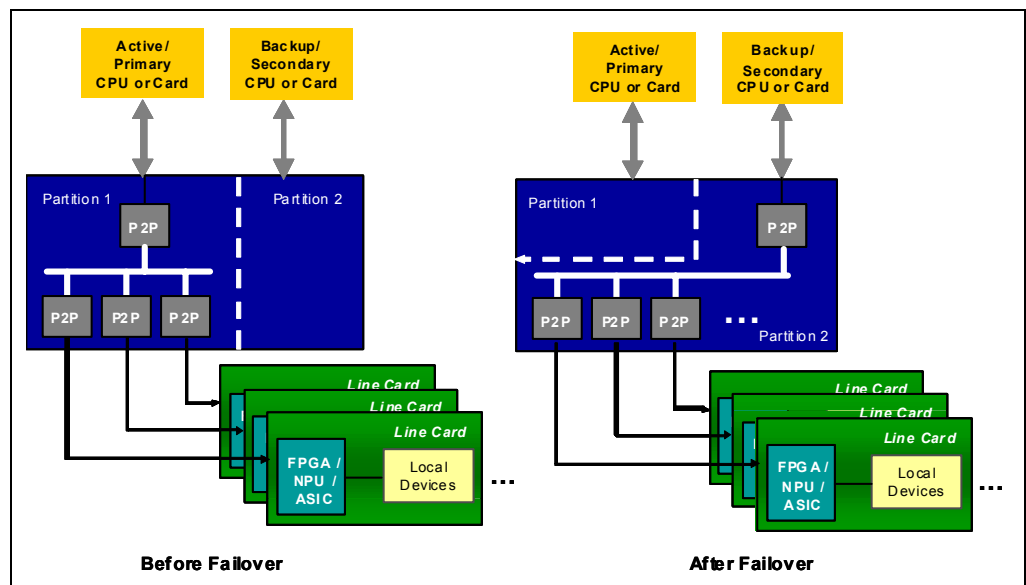 Active/
Primary
CPU or Card
Backup/
Secondary
CPU or Card
Partition 1
Partition 2
P2P
P2P
P2P
P2P
Line Card
Line Card
Line Card
FPGA /
NPU /
ASIC
Local
Devices
...
Before Failover
Active/
Primary
CPU or Card
Backup/
Secondary
CPU or Card
Partition 1
P2P
P2P
P2P
P2P
...
Partition 2
Line Card
Line Card
Line Card
FPGA /
NPU /
ASIC
Local
Devices
...
After Failover